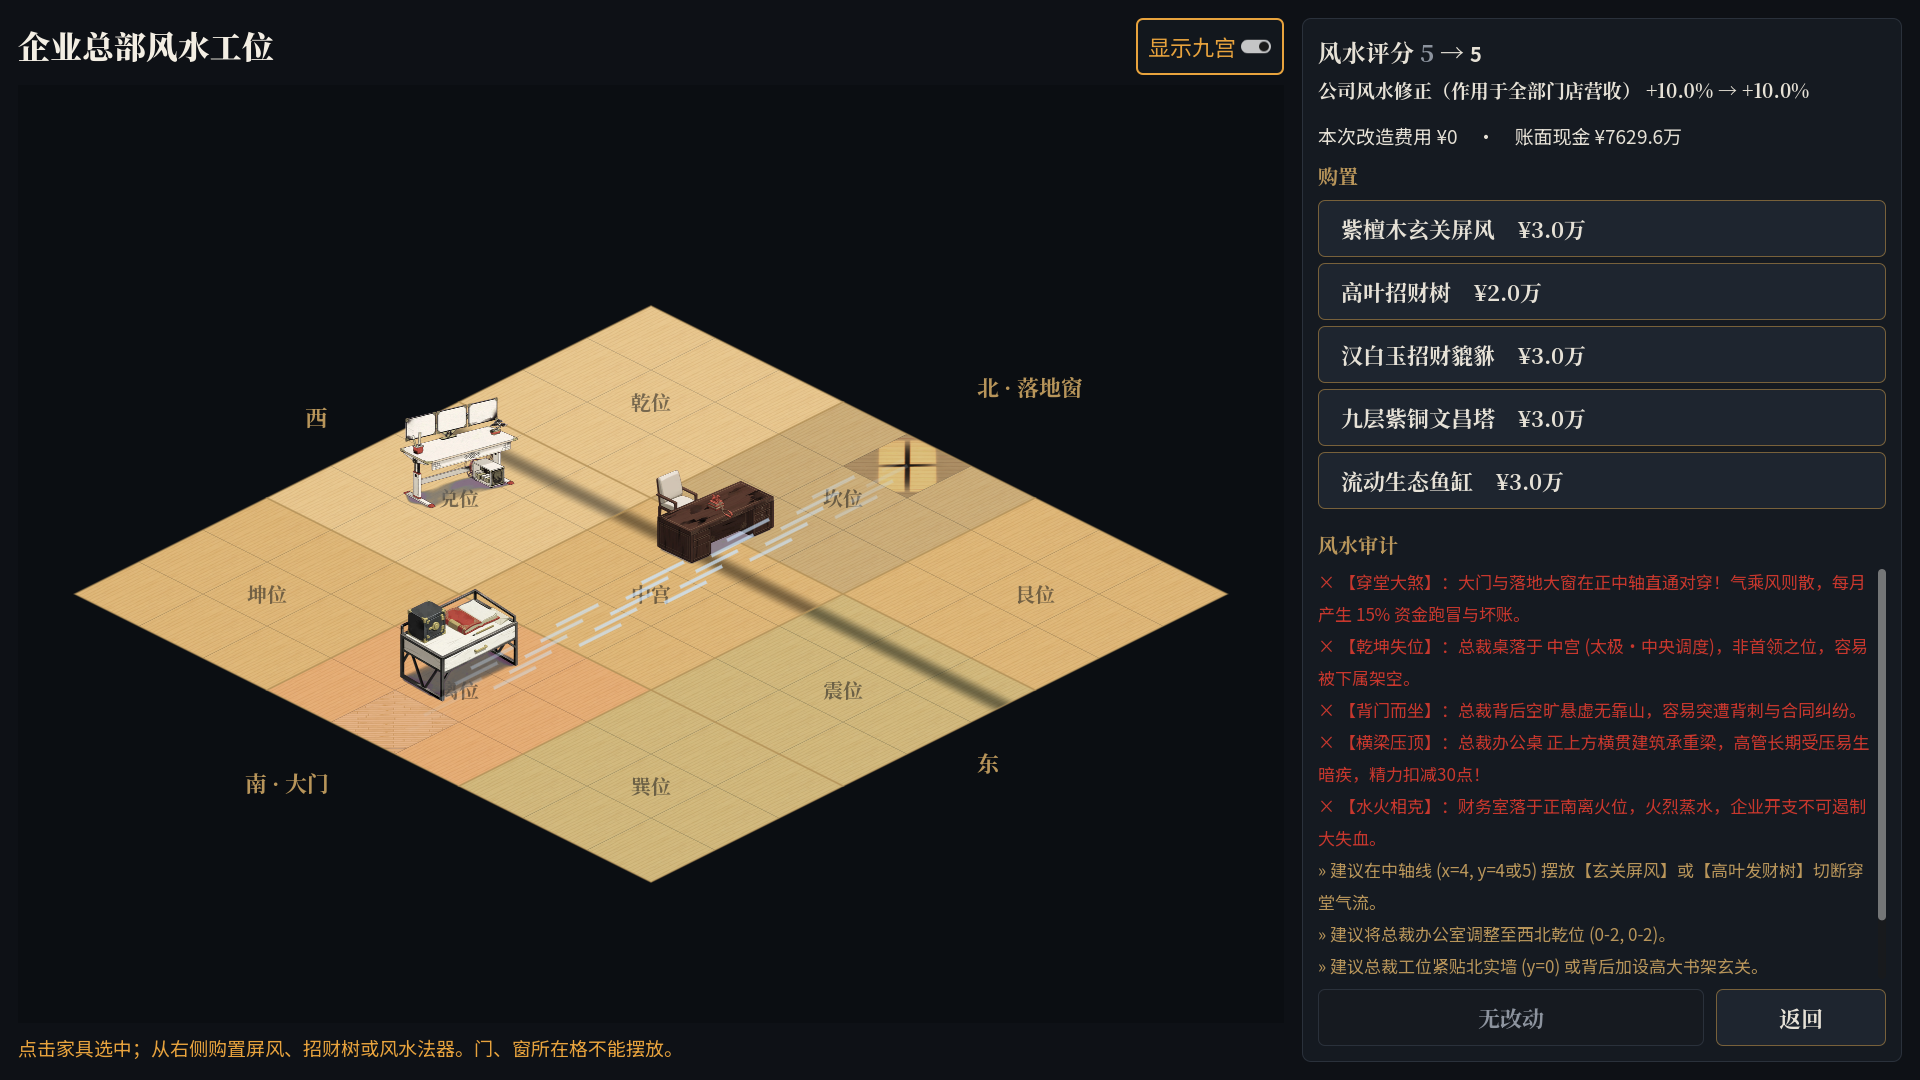 企业总部风水工位
显示九宫
西
北 · 落地窗
乾位
兑位
坎位
坤位
中宫
艮位
离位
震位
巽位
东
南 · 大门
点击家具选中；从右侧购置屏风、招财树或风水法器。门、窗所在格不能摆放。
风水评分 5 → 5
公司风水修正（作用于全部门店营收） +10.0% → +10.0%
本次改造费用 ¥0 · 账面现金 ¥7629.6万
购置
紫檀木玄关屏风 ¥3.0万
高叶招财树 ¥2.0万
汉白玉招财貔貅 ¥3.0万
九层紫铜文昌塔 ¥3.0万
流动生态鱼缸 ¥3.0万
风水审计
× 【穿堂大煞】：大门与落地大窗在正中轴直通对穿！气乘风则散，每月
产生 15% 资金跑冒与坏账。
× 【乾坤失位】：总裁桌落于 中宫 (太极·中央调度)，非首领之位，容易
被下属架空。
× 【背门而坐】：总裁背后空旷悬虚无靠山，容易突遭背刺与合同纠纷。
× 【横梁压顶】：总裁办公桌 正上方横贯建筑承重梁，高管长期受压易生
暗疾，精力扣减30点！
× 【水火相克】：财务室落于正南离火位，火烈蒸水，企业开支不可遏制
大失血。
» 建议在中轴线 (x=4, y=4或5) 摆放【玄关屏风】或【高叶发财树】切断穿
堂气流。
» 建议将总裁办公室调整至西北乾位 (0-2, 0-2)。
» 建议总裁工位紧贴北实墙 (y=0) 或背后加设高大书架玄关。
无改动
返回